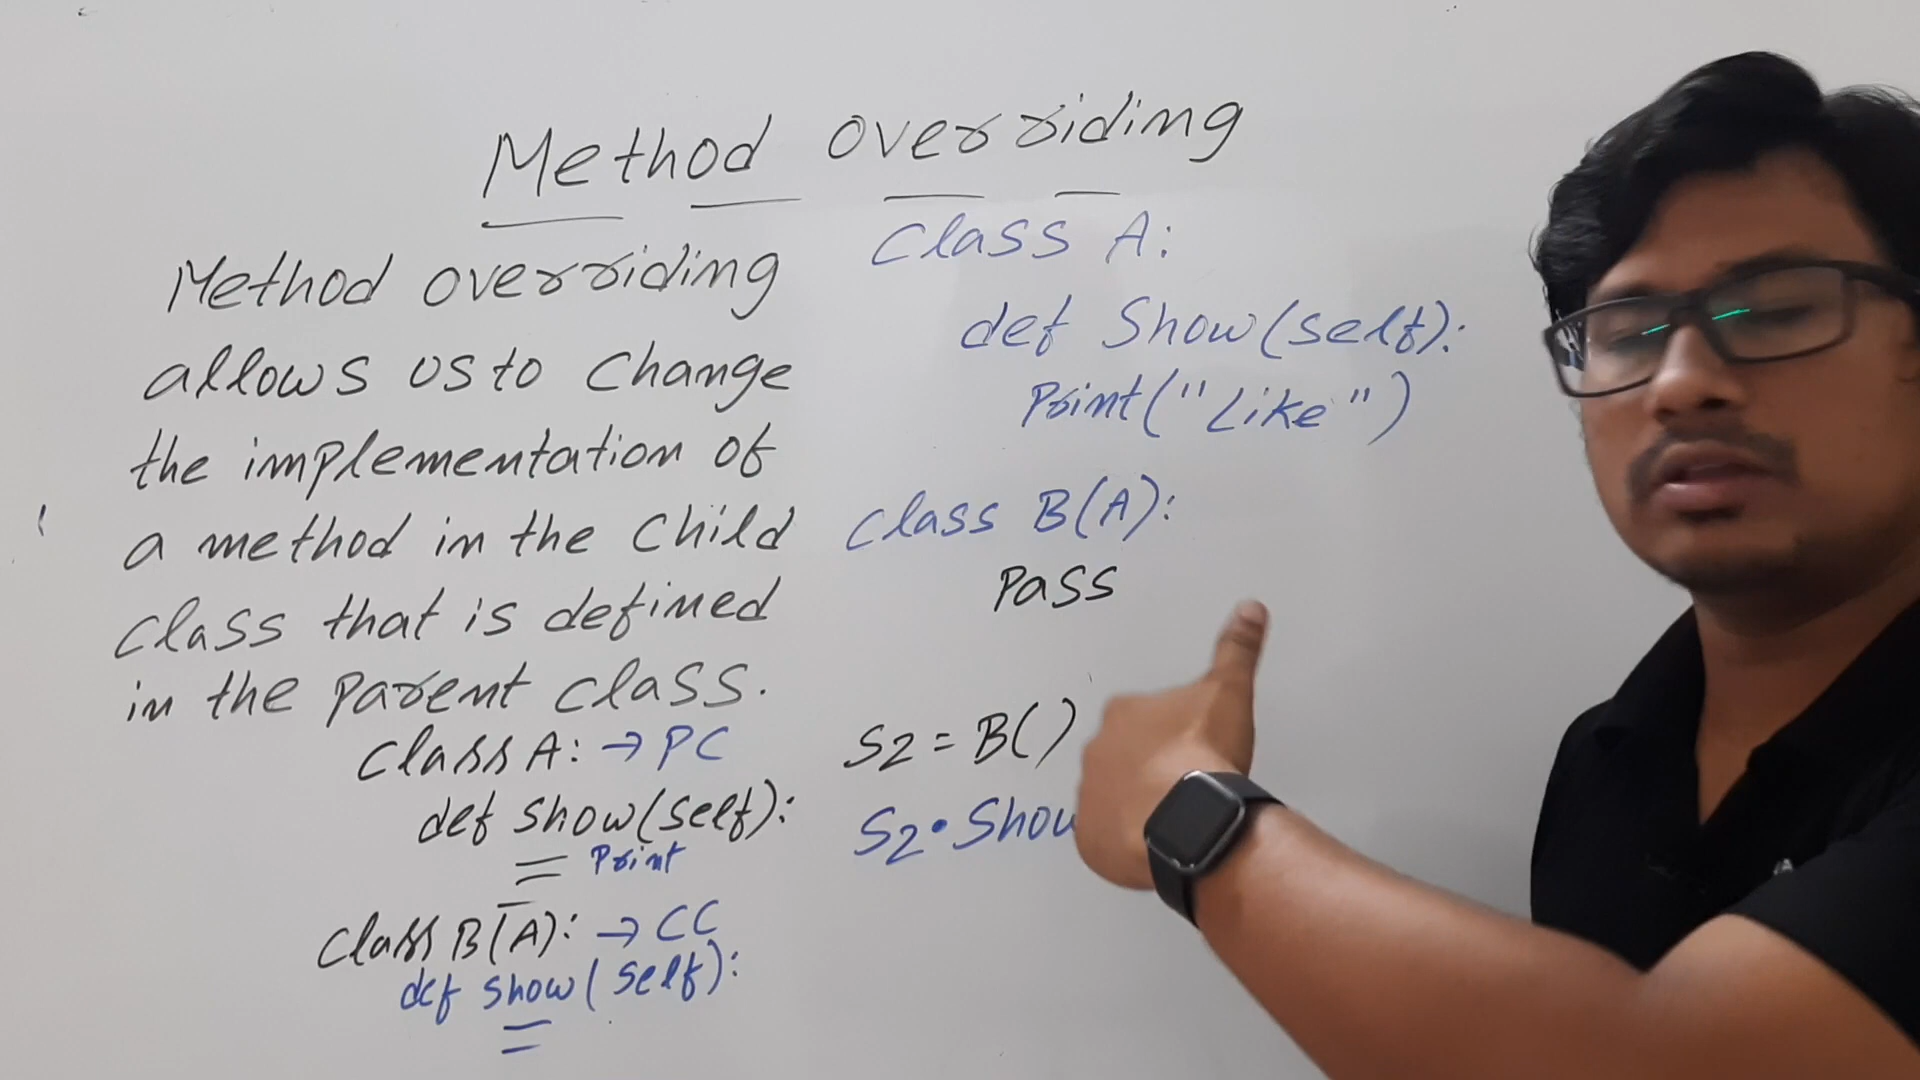 Method overriding
Method overriding
allows us to change
the implementation of
a method in the child
class that is defined
in the parent class.
class A: → PC
def show(self):
Print
class B(A): → CC
def show(self):
Class A:
def Show(self):
Print("Like")
class B(A):
Pass
S2 = B()
S2.Show